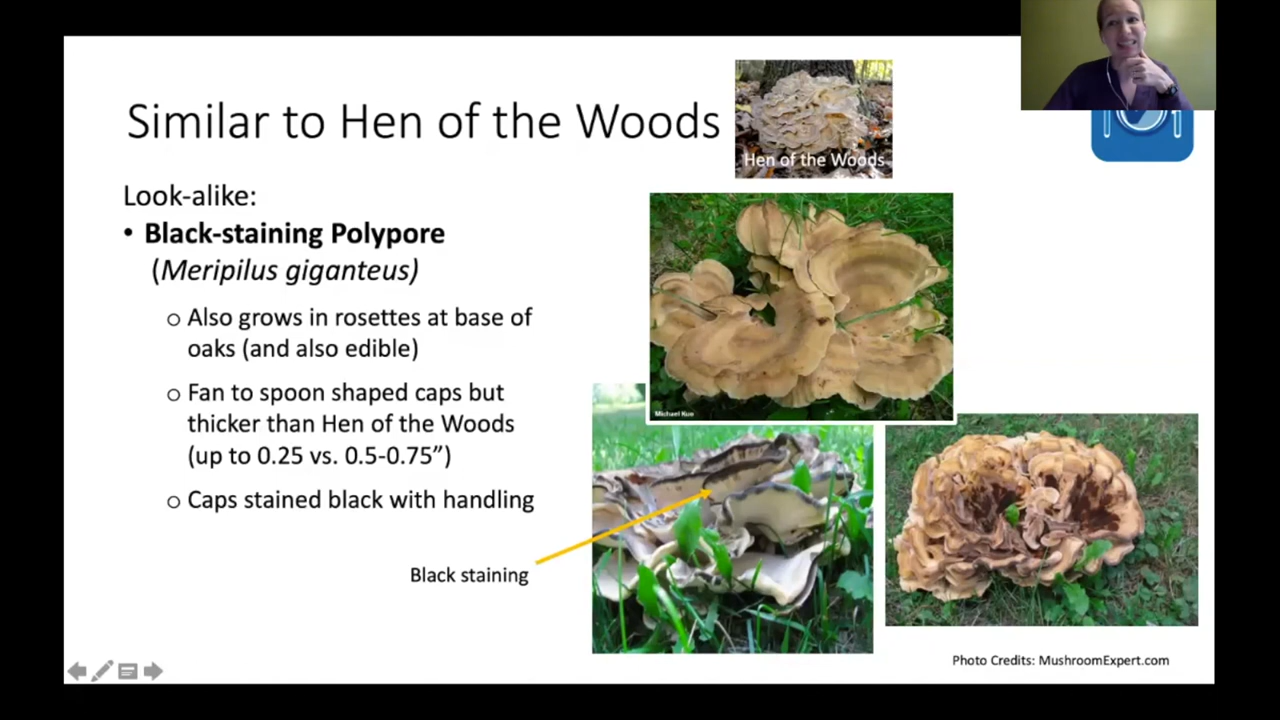 Similar to Hen of the Woods
Hen of the Woods
Look-alike:
• Black-staining Polypore
(Meripilus giganteus)
o Also grows in rosettes at base of
oaks (and also edible)
o Fan to spoon shaped caps but
thicker than Hen of the Woods
(up to 0.25 vs. 0.5-0.75”)
o Caps stained black with handling
Black staining
Michael Kuo
Photo Credits: MushroomExpert.com